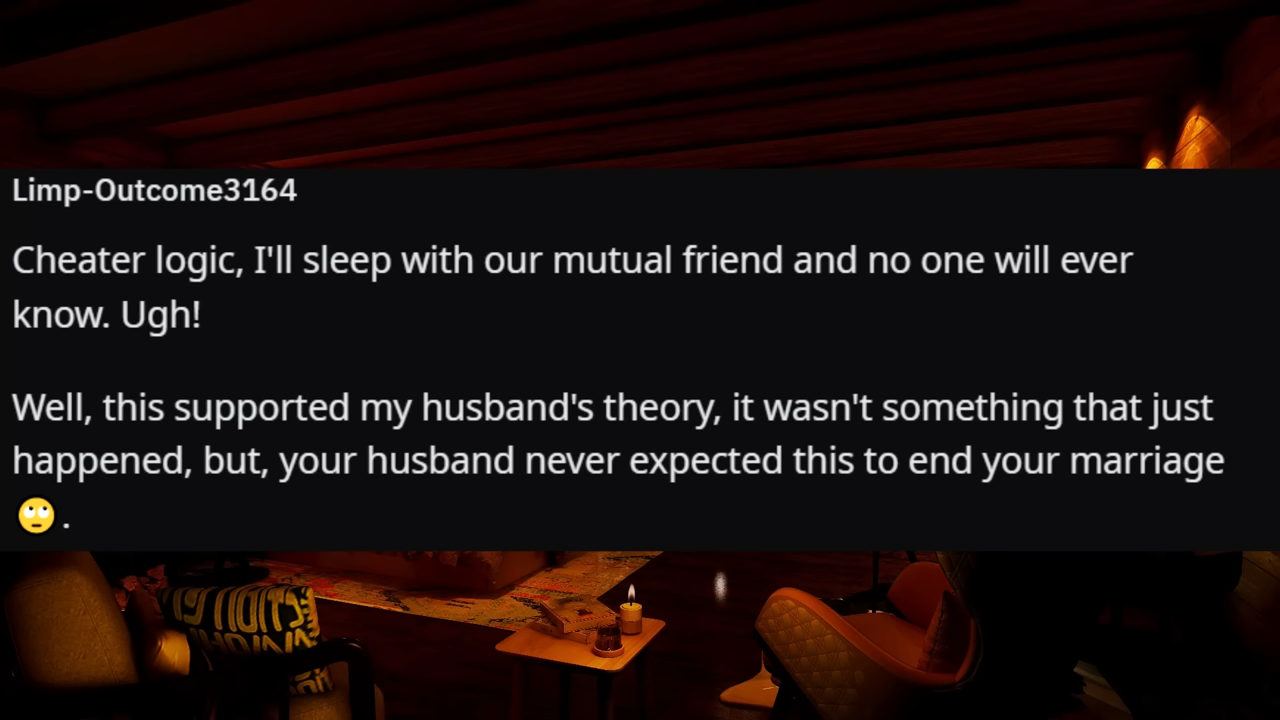 Limp-Outcome3164
Cheater logic, I'll sleep with our mutual friend and no one will ever
know. Ugh!
Well, this supported my husband's theory, it wasn't something that just
happened, but, your husband never expected this to end your marriage
🙄.